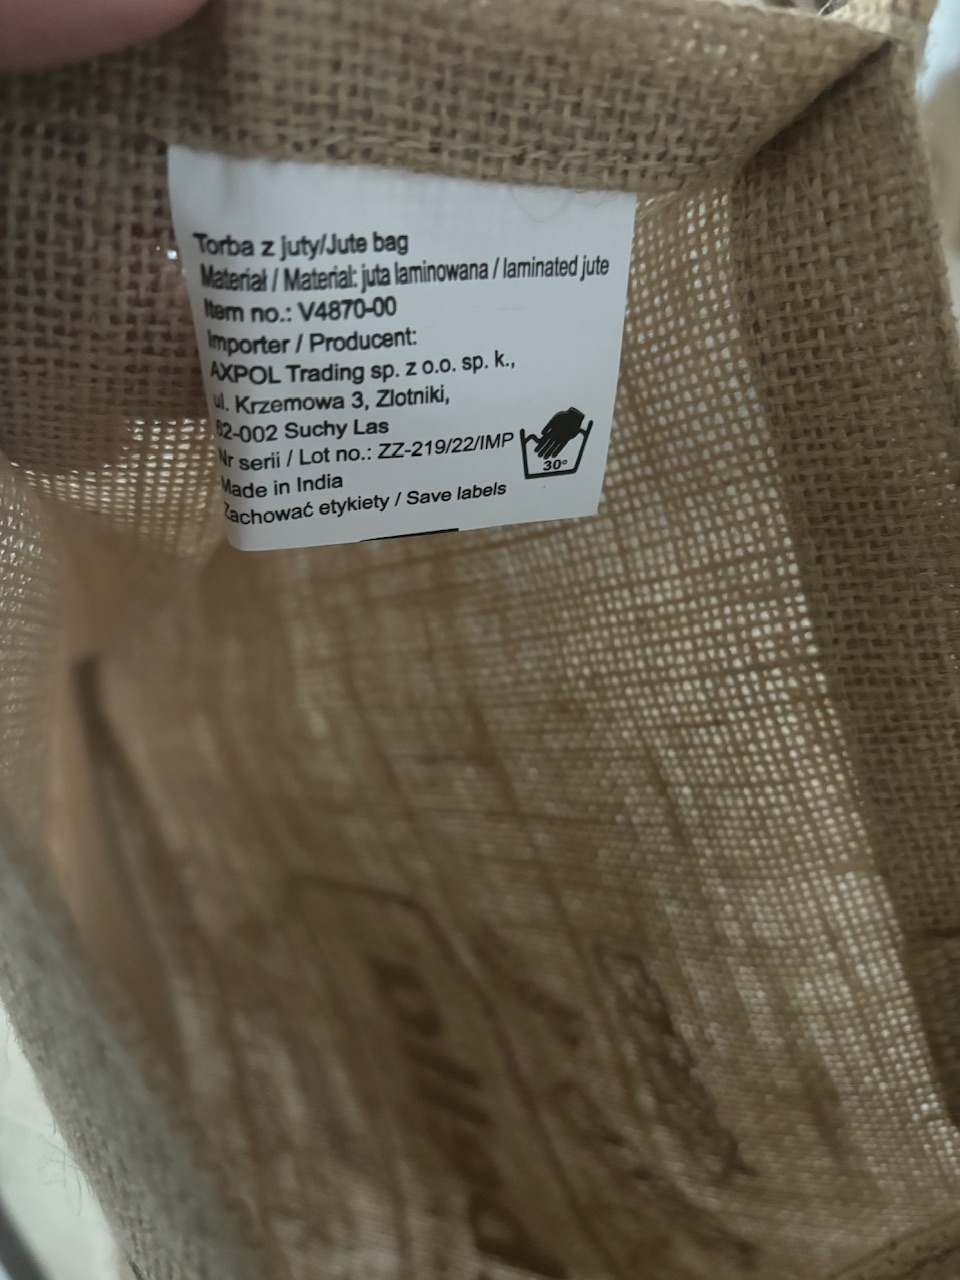 Torba z juty/Jute bag
Materiał / Material: juta laminowana / laminated jute
Item no.: V4870-00
Importer / Producent:
AXPOL Trading sp. z o.o. sp. k.,
ul. Krzemowa 3, Zlotniki,
62-002 Suchy Las
Nr serii / Lot no.: ZZ-219/22/IMP
30°
Made in India
Zachować etykiety / Save labels